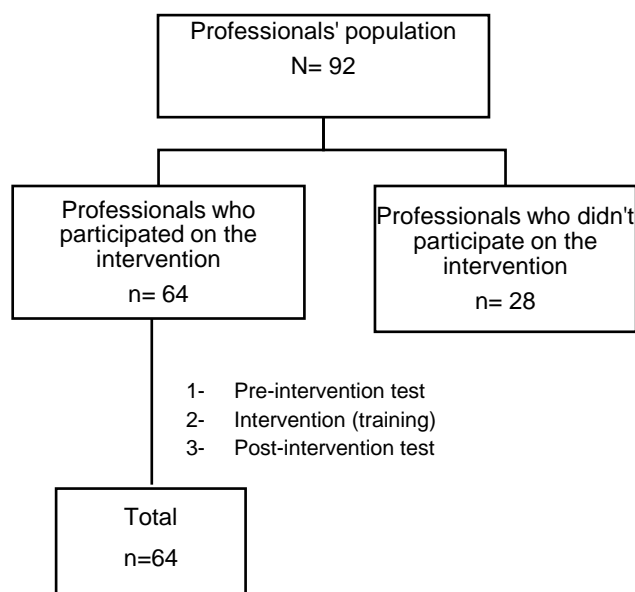 Professionals' population
N= 92
Professionals who
participated on the
intervention
n= 64
Professionals who didn't
participate on the
intervention
n= 28
1- Pre-intervention test
2- Intervention (training)
3- Post-intervention test
Total
n=64